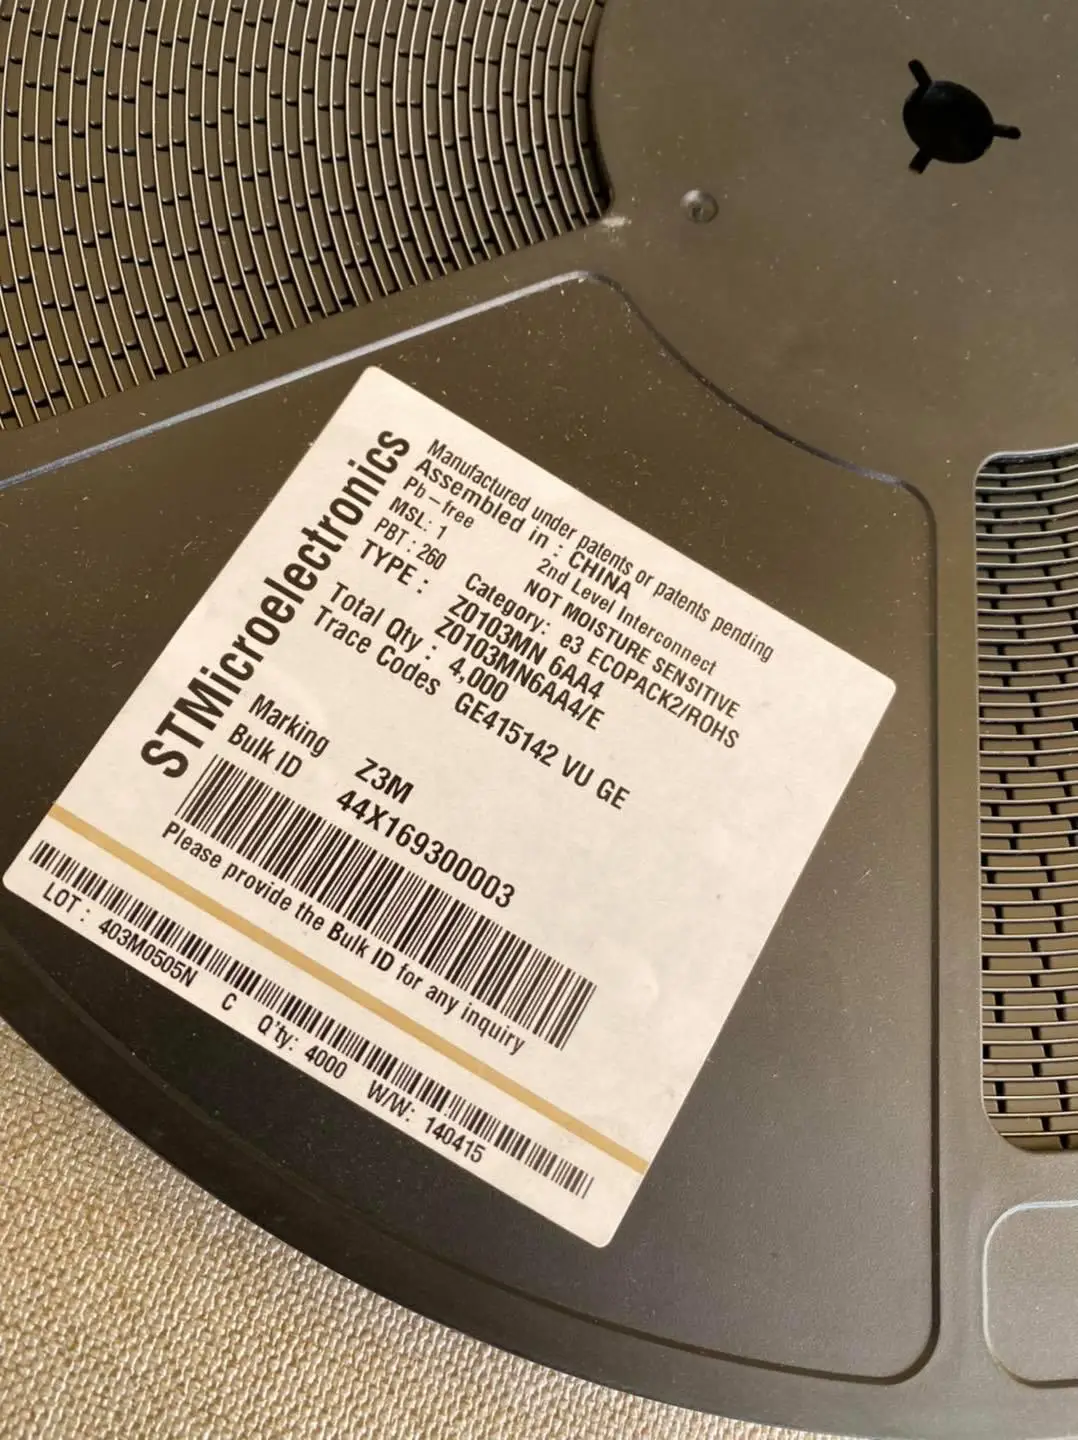 STMicroelectronics
Manufactured under patents or patents pending
Assembled in : CHINA
Pb-free 2nd Level Interconnect
MSL: 1 NOT MOISTURE SENSITIVE
PBT : 260 Category: e3 ECOPACK2/ROHS
TYPE : Z0103MN 6AA4
Z0103MN6AA4/E
Total Qty : 4,000
Trace Codes GE415142 VU GE
Marking Z3M
Bulk ID 44X169300003
Please provide the Bulk ID for any inquiry
LOT : 403M0505N C Q'ty: 4000 W/W: 140415